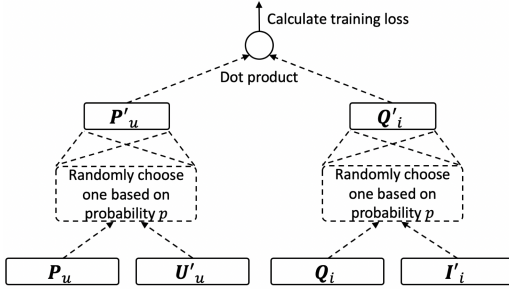 Calculate training loss
Dot product
P'u
Q'i
Randomly choose
one based on
probability p
Randomly choose
one based on
probability p
Pu
U'u
Qi
I'i